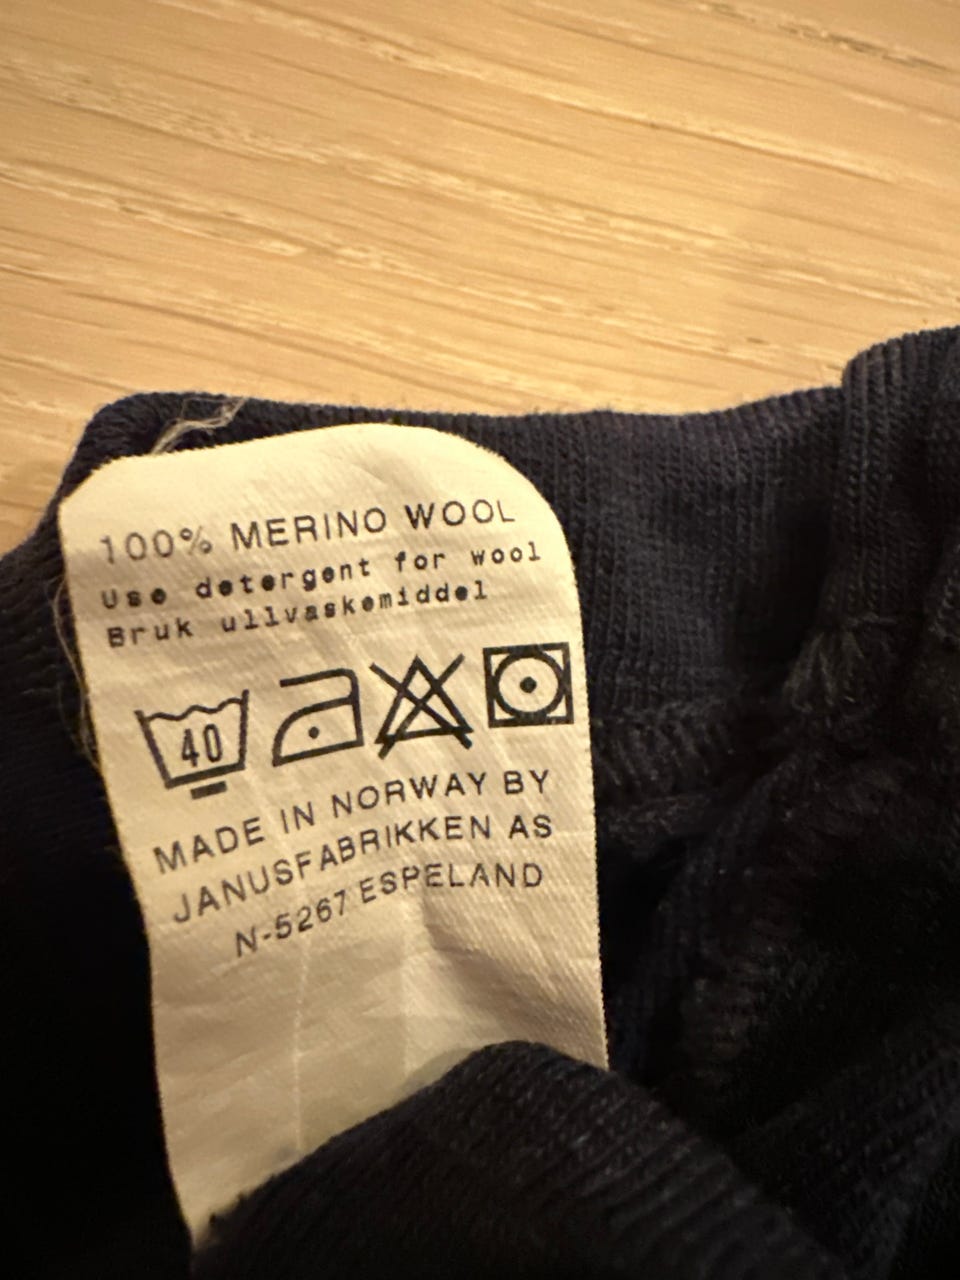 100% MERINO WOOL
Use detergent for wool
Bruk ullvaskemiddel
40
MADE IN NORWAY BY
JANUSFABRIKKEN AS
N-5267 ESPELAND